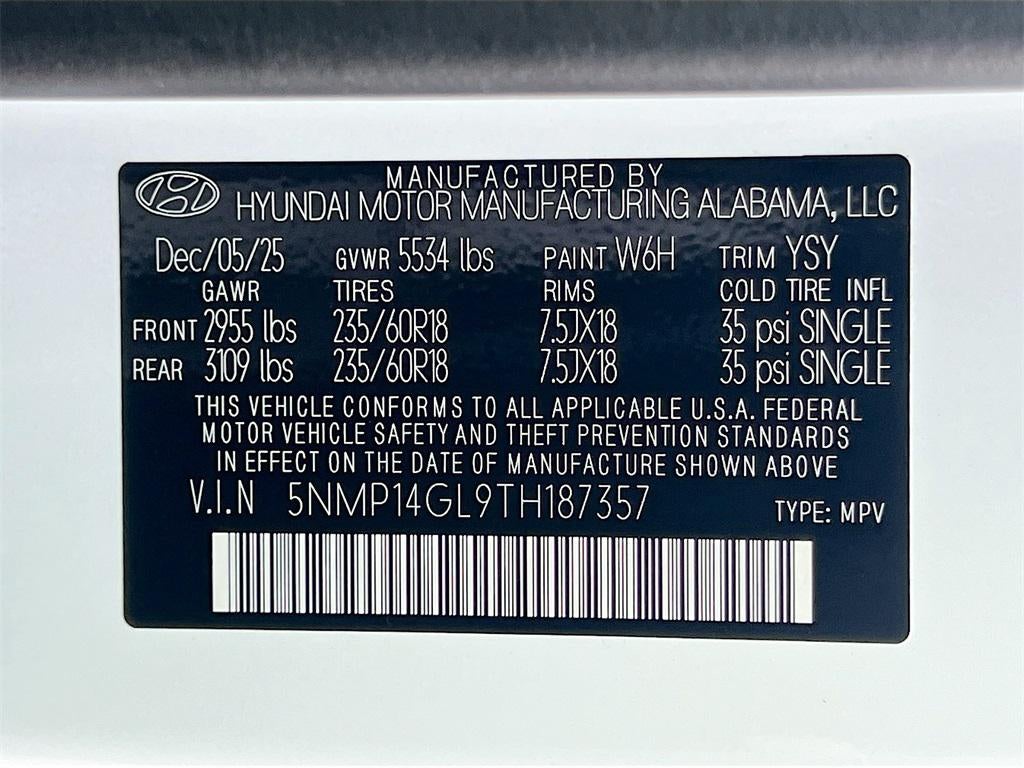 MANUFACTURED BY
HYUNDAI MOTOR MANUFACTURING ALABAMA, LLC
Dec/05/25 GVWR 5534 lbs PAINT W6H TRIM YSY
GAWR TIRES RIMS COLD TIRE INFL
FRONT 2955 lbs 235/60R18 7.5JX18 35 psi SINGLE
REAR 3109 lbs 235/60R18 7.5JX18 35 psi SINGLE
THIS VEHICLE CONFORMS TO ALL APPLICABLE U.S.A. FEDERAL
MOTOR VEHICLE SAFETY AND THEFT PREVENTION STANDARDS
IN EFFECT ON THE DATE OF MANUFACTURE SHOWN ABOVE
V.I.N 5NMP14GL9TH187357 TYPE: MPV